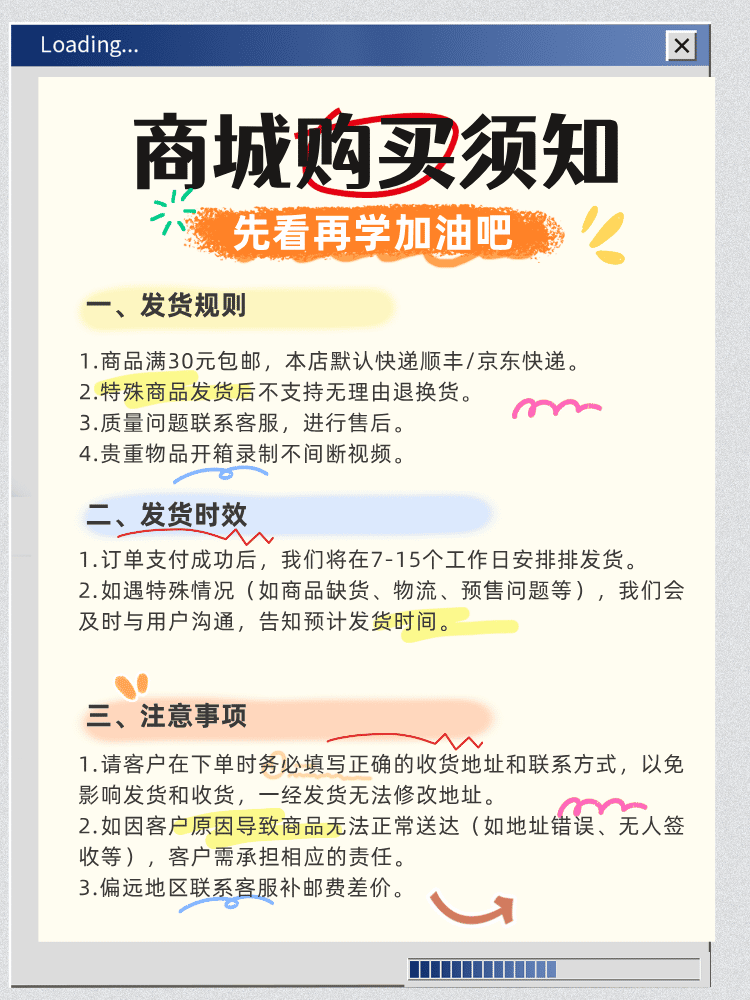 Loading...
商城购买须知
先看再学加油吧
一、发货规则
1.商品满30元包邮，本店默认快递顺丰/京东快递。
2.特殊商品发货后不支持无理由退换货。
3.质量问题联系客服，进行售后。
4.贵重物品开箱录制不间断视频。
二、发货时效
1.订单支付成功后，我们将在7-15个工作日安排排发货。
2.如遇特殊情况（如商品缺货、物流、预售问题等），我们会
及时与用户沟通，告知预计发货时间。
三、注意事项
1.请客户在下单时务必填写正确的收货地址和联系方式，以免
影响发货和收货，一经发货无法修改地址。
2.如因客户原因导致商品无法正常送达（如地址错误、无人签
收等），客户需承担相应的责任。
3.偏远地区联系客服补邮费差价。